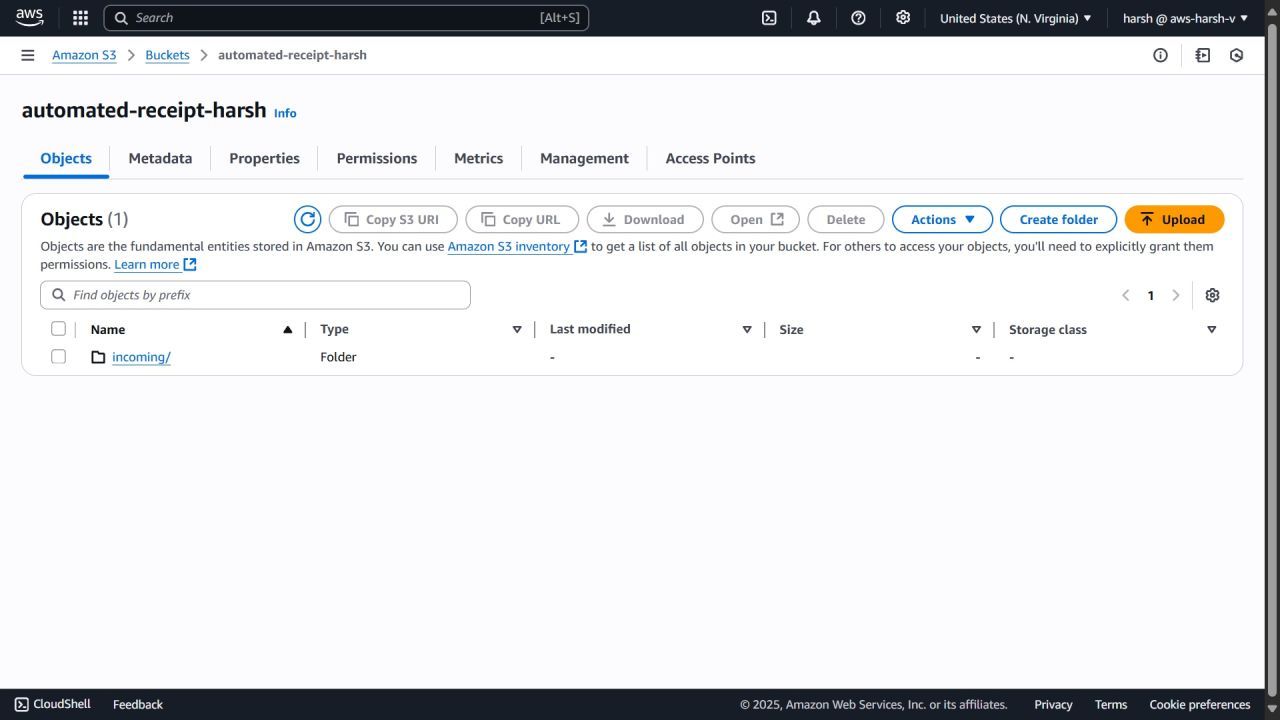 aws Search [Alt+S] United States (N. Virginia) harsh @ aws-harsh-v
Amazon S3 Buckets automated-receipt-harsh
automated-receipt-harsh Info
Objects Metadata Properties Permissions Metrics Management Access Points
Objects (1) Copy S3 URI Copy URL Download Open Delete Actions Create folder Upload
Objects are the fundamental entities stored in Amazon S3. You can use Amazon S3 inventory to get a list of all objects in your bucket. For others to access your objects, you'll need to explicitly grant them
permissions. Learn more
Find objects by prefix 1
Name Type Last modified Size Storage class
incoming/ Folder - - -
CloudShell Feedback © 2025, Amazon Web Services, Inc. or its affiliates. Privacy Terms Cookie preferences